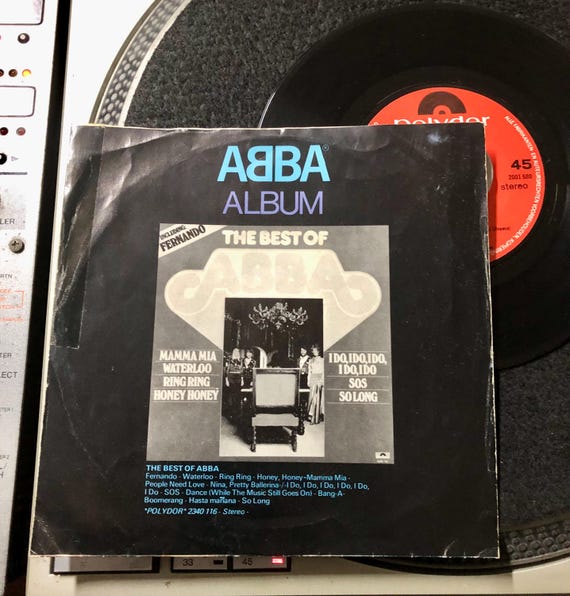 ABBA®
ALBUM
INCLUDING:
FERNANDO
THE BEST OF
ABBA
MAMMA MIA
WATERLOO
RING RING
HONEY HONEY
I DO, I DO, I DO,
I DO, I DO
SOS
SO LONG
THE BEST OF ABBA
Fernando - Waterloo - Ring Ring - Honey, Honey-Mamma Mia -
People Need Love - Nina, Pretty Ballerina-/-I Do, I Do, I Do, I Do,
I Do - SOS - Dance (While The Music Still Goes On) - Bang-A-
Boomerang - Hasta mañana - So Long
"POLYDOR" 2340 116 - Stereo -
polydor
45
2001 580
stereo
33
45